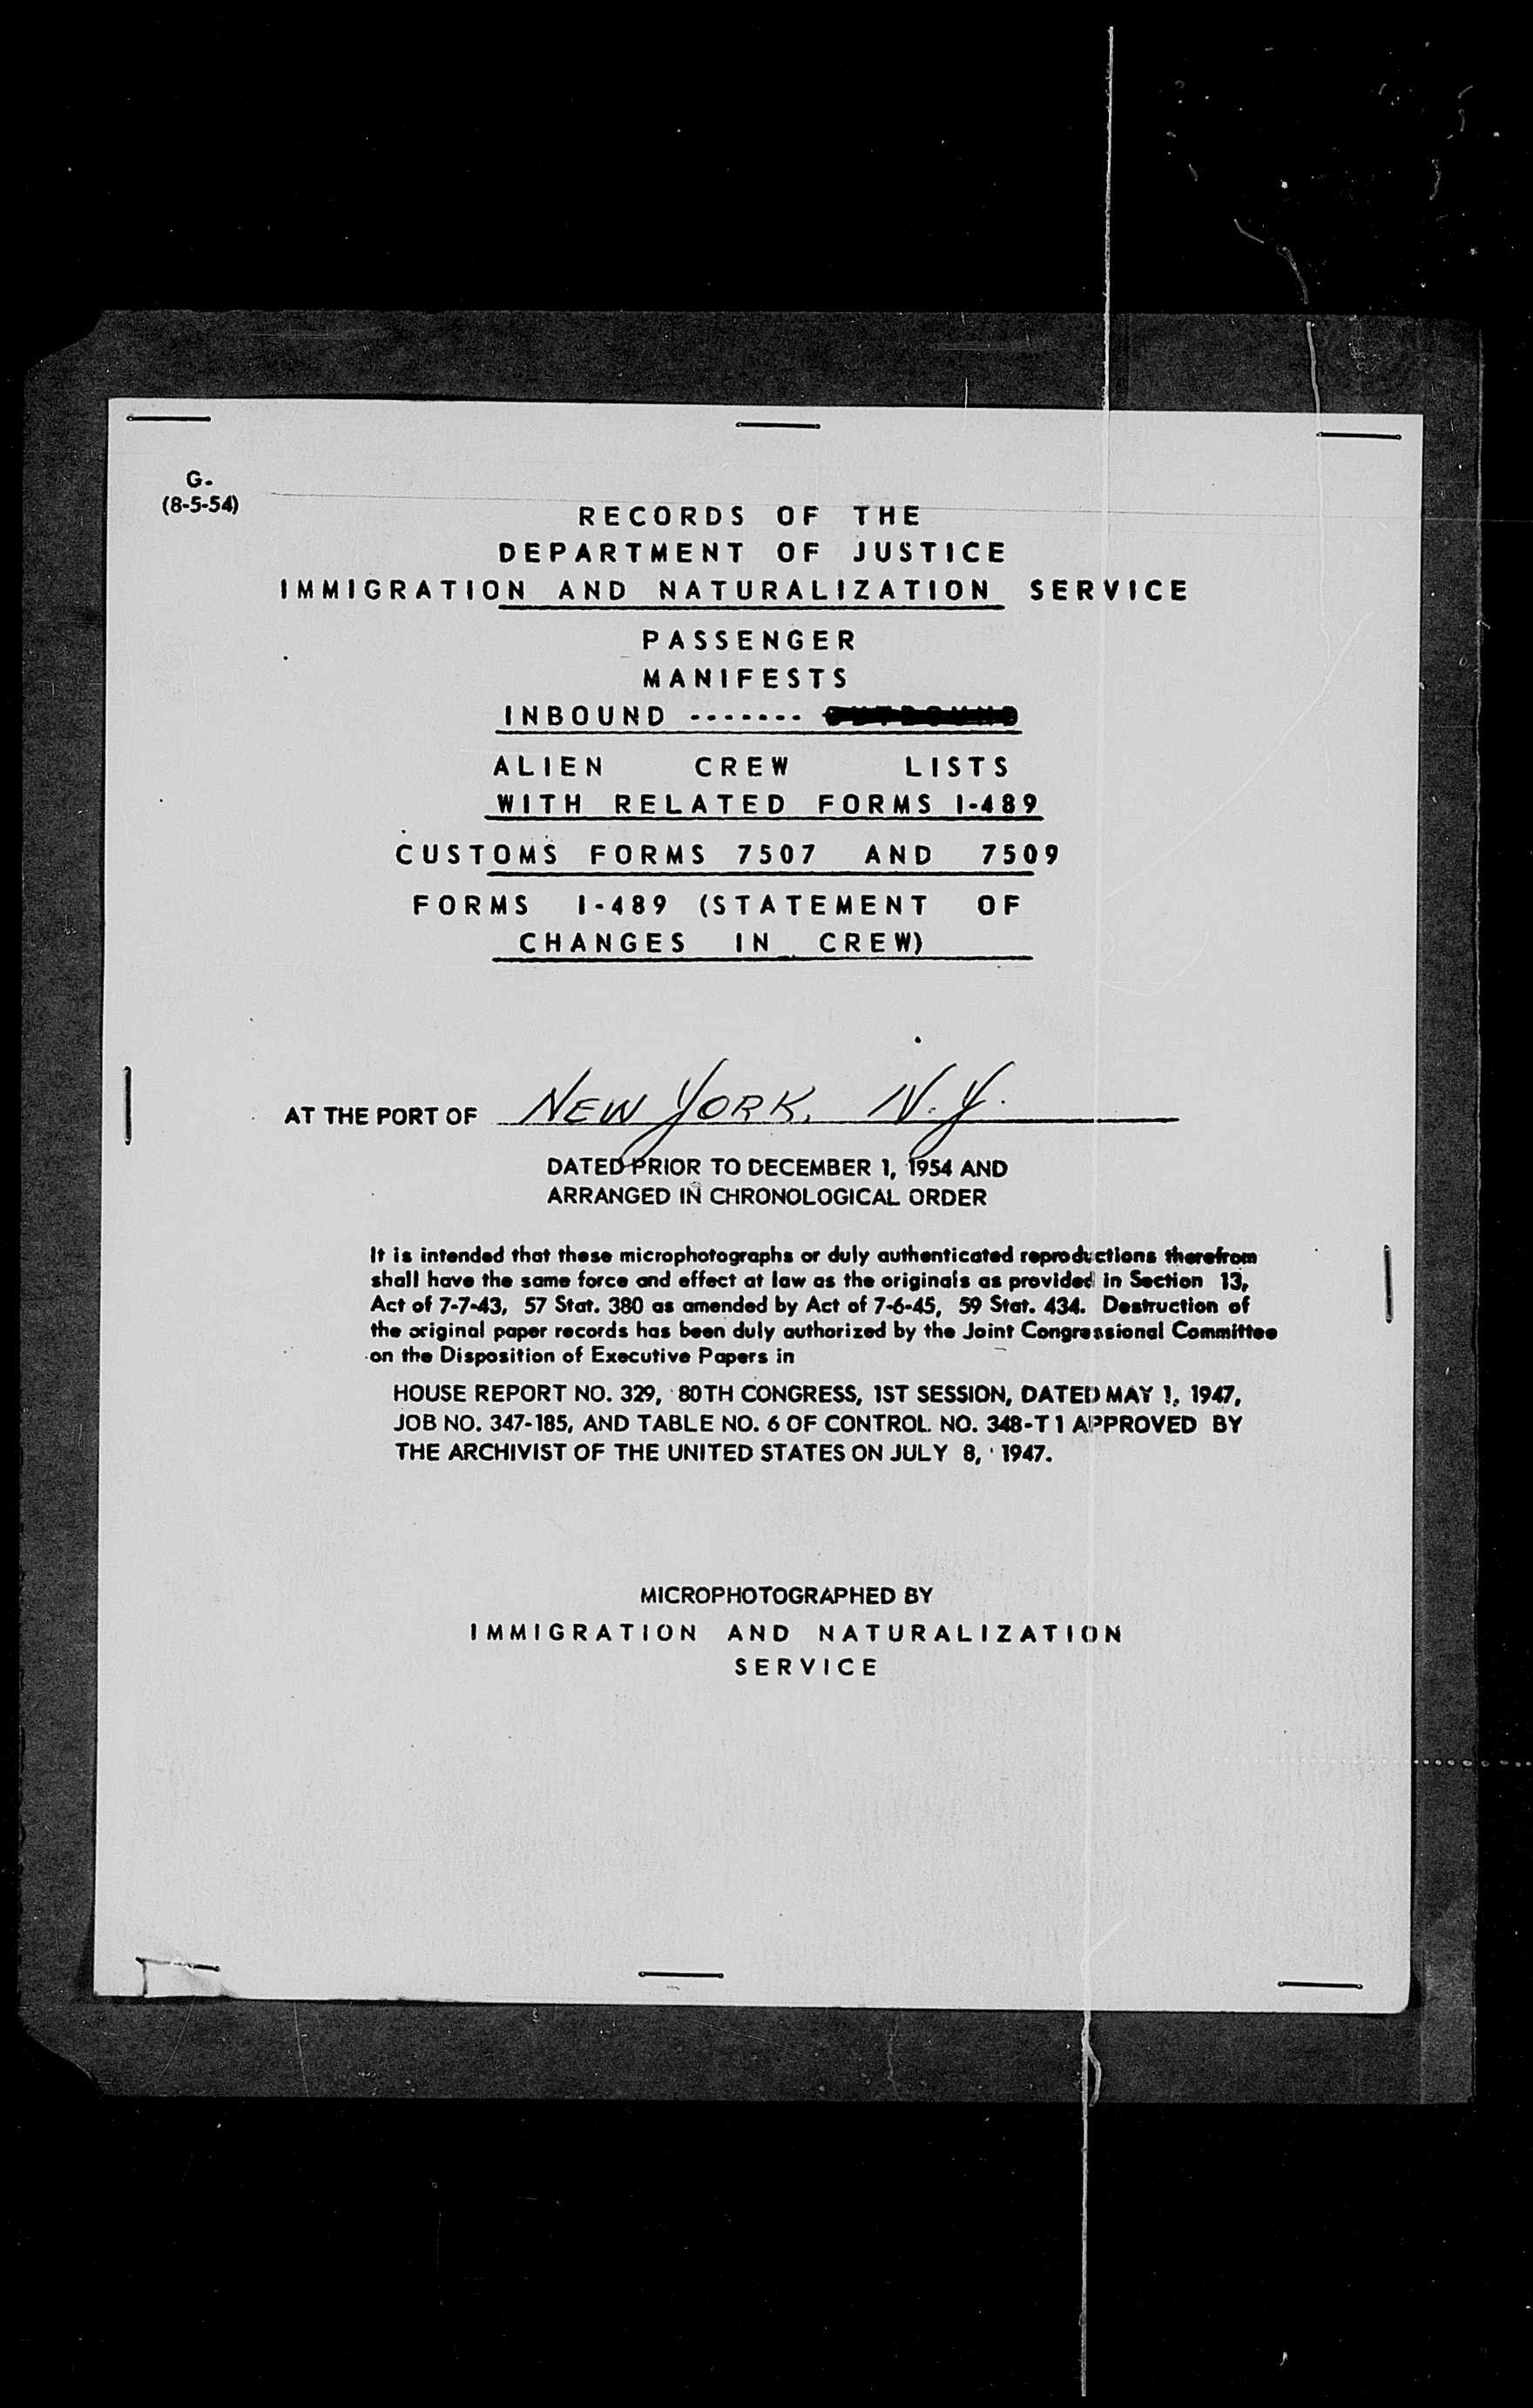 G.
(8-5-54)
RECORDS OF THE
DEPARTMENT OF JUSTICE
IMMIGRATION AND NATURALIZATION SERVICE
PASSENGER
MANIFESTS
INBOUND ------- OUTBOUND
ALIEN CREW LISTS
WITH RELATED FORMS I-489
CUSTOMS FORMS 7507 AND 7509
FORMS I-489 (STATEMENT OF
CHANGES IN CREW)
AT THE PORT OF NEW YORK, N.Y.
DATED PRIOR TO DECEMBER 1, 1954 AND
ARRANGED IN CHRONOLOGICAL ORDER
It is intended that these microphotographs or duly authenticated reproductions therefrom
shall have the same force and effect at law as the originals as provided in Section 13,
Act of 7-7-43, 57 Stat. 380 as amended by Act of 7-6-45, 59 Stat. 434. Destruction of
the original paper records has been duly authorized by the Joint Congressional Committee
on the Disposition of Executive Papers in
HOUSE REPORT NO. 329, 80TH CONGRESS, 1ST SESSION, DATED MAY 1, 1947,
JOB NO. 347-185, AND TABLE NO. 6 OF CONTROL NO. 348-T1 APPROVED BY
THE ARCHIVIST OF THE UNITED STATES ON JULY 8, 1947.
MICROPHOTOGRAPHED BY
IMMIGRATION AND NATURALIZATION
SERVICE